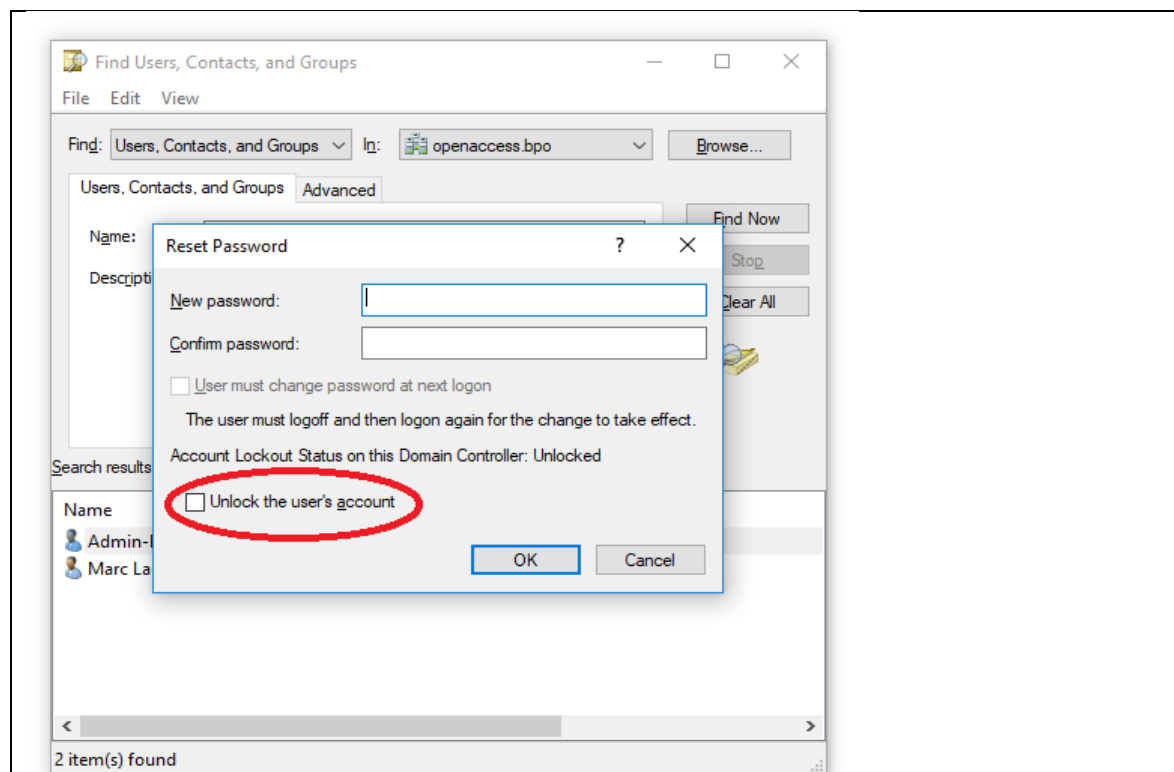 Find Users, Contacts, and Groups
File Edit View
Find: Users, Contacts, and Groups In: openaccess.bpo Browse...
Users, Contacts, and Groups Advanced
Find Now
Name:
Reset Password ?
Stop
New password:
Clear All
Confirm password:
User must change password at next logon
The user must logoff and then logon again for the change to take effect.
Account Lockout Status on this Domain Controller: Unlocked
Search results
Unlock the user's account
Name
OK Cancel
Marc
2 item(s) found